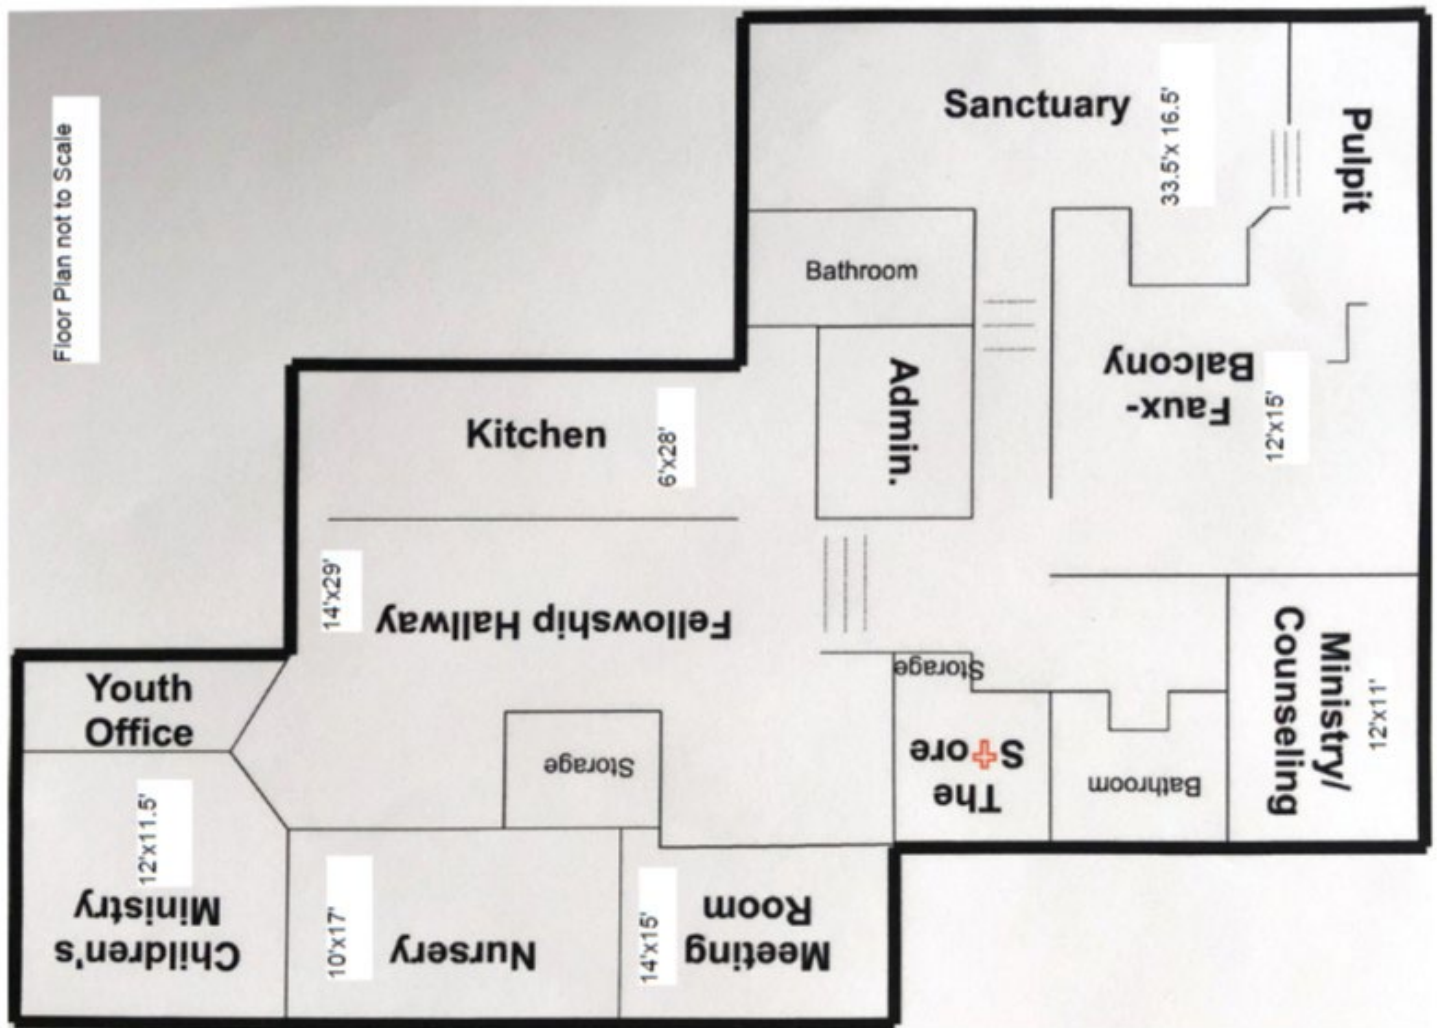 Floor Plan not to Scale
Sanctuary
33.5'x 16.5'
Pulpit
Bathroom
Admin.
Faux-
Balcony
12'x15'
Kitchen
6'x28'
14'x29'
Fellowship Hallway
Youth
Office
Storage
Storage
The
Store
Bathroom
Ministry/
Counseling
12'x11'
12'x11.5'
Children's
Ministry
10'x17'
Nursery
14'x15'
Meeting
Room